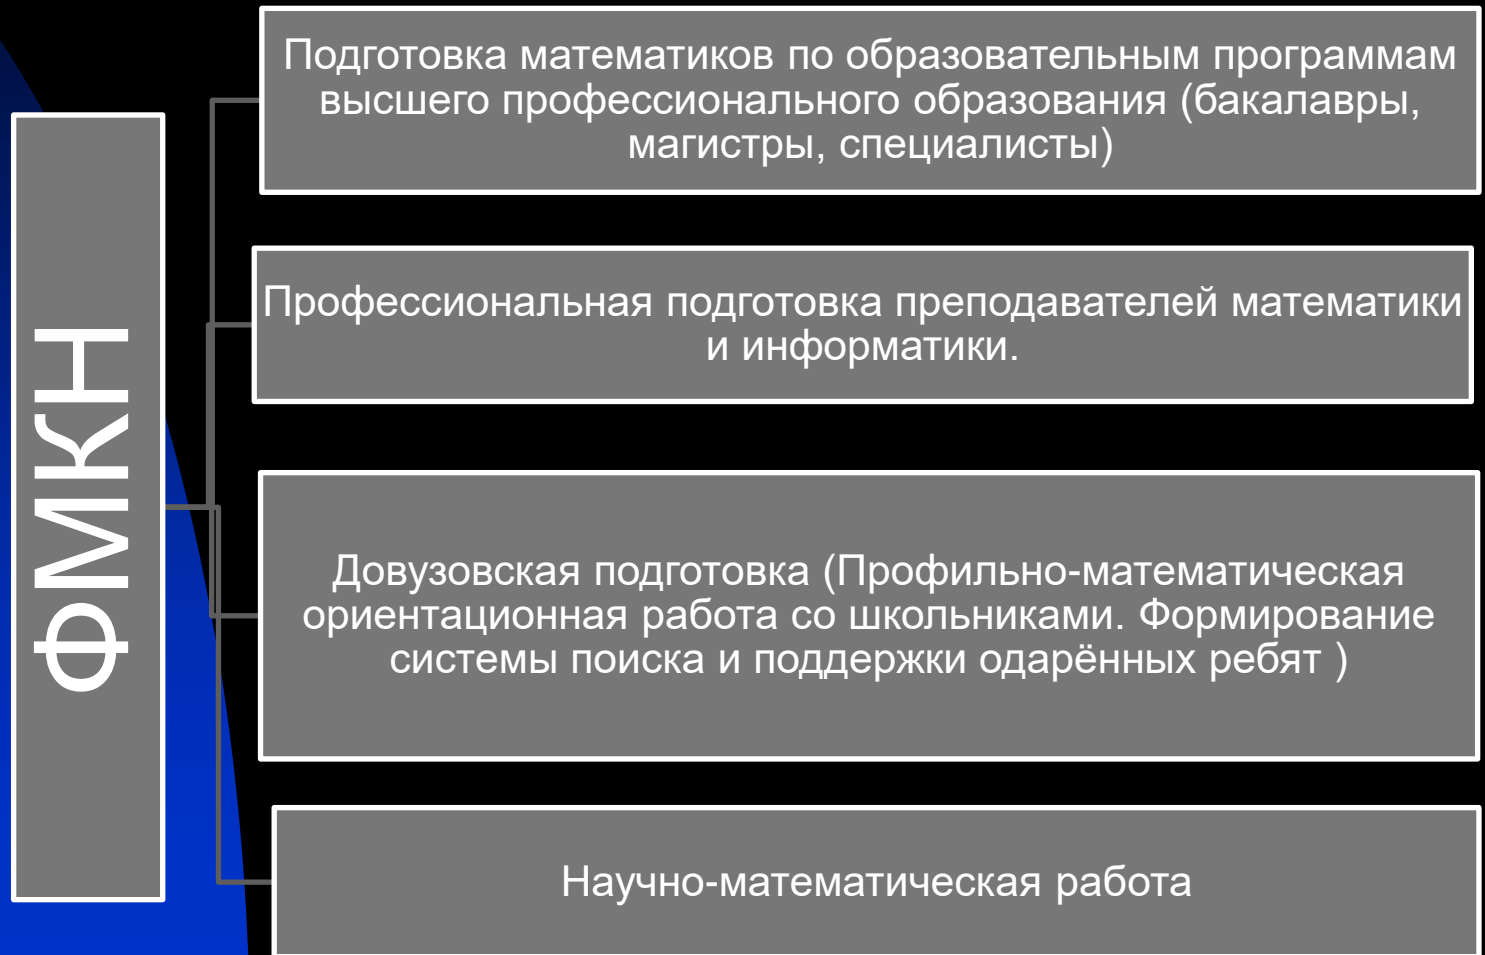 ФМКН
Подготовка математиков по образовательным программам
высшего профессионального образования (бакалавры,
магистры, специалисты)
Профессиональная подготовка преподавателей математики
и информатики.
Довузовская подготовка (Профильно-математическая
ориентационная работа со школьниками. Формирование
системы поиска и поддержки одарённых ребят )
Научно-математическая работа